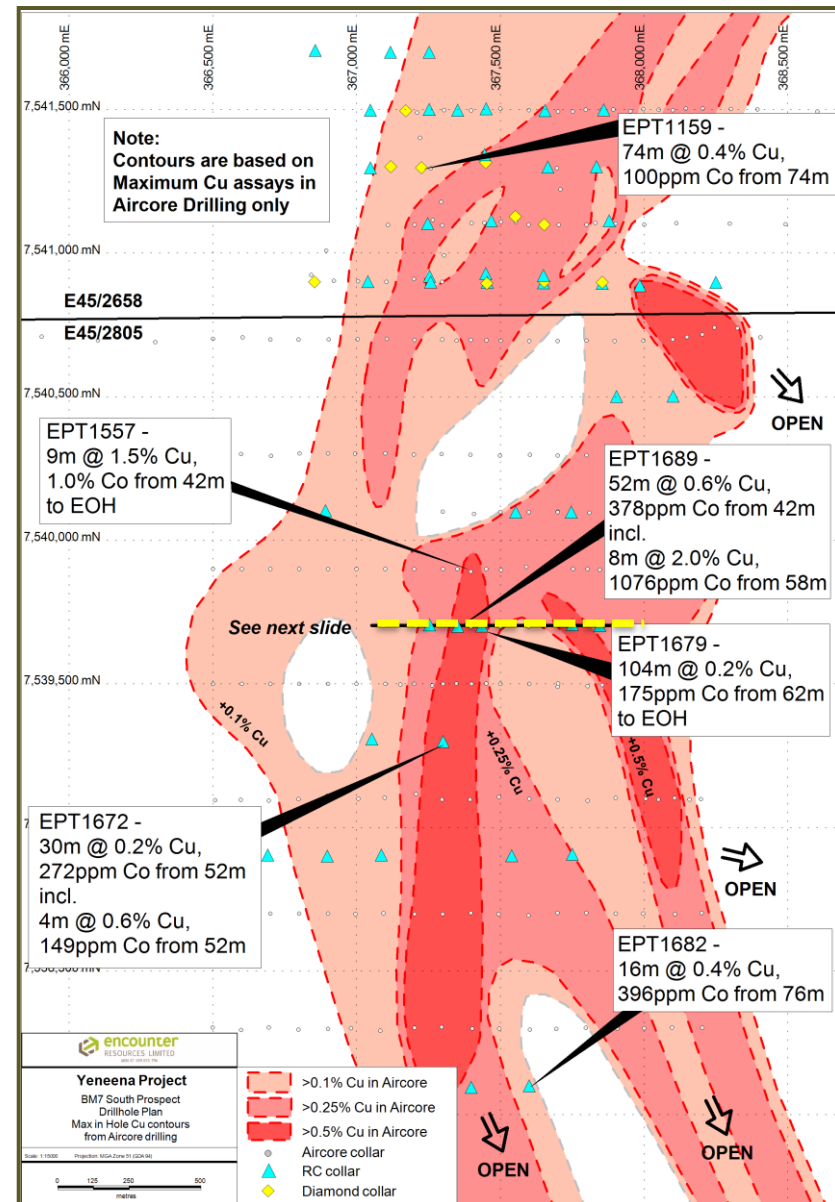 366,000 mE
366,500 mE
367,000 mE
367,500 mE
368,000 mE
368,500 mE
7,541,500 mN
Note:
Contours are based on
Maximum Cu assays in
Aircore Drilling only
EPT1159 -
74m @ 0.4% Cu,
100ppm Co from 74m
7,541,000 mN
E45/2658
E45/2805
7,540,500 mN
OPEN
EPT1557 -
9m @ 1.5% Cu,
1.0% Co from 42m
to EOH
EPT1689 -
52m @ 0.6% Cu,
378ppm Co from 42m
incl.
8m @ 2.0% Cu,
1076ppm Co from 58m
7,540,000 mN
See next slide
EPT1679 -
104m @ 0.2% Cu,
175ppm Co from 62m
to EOH
7,539,500 mN
+0.1% Cu
+0.25% Cu
+0.5% Cu
EPT1672 -
30m @ 0.2% Cu,
272ppm Co from 52m
incl.
4m @ 0.6% Cu,
149ppm Co from 52m
OPEN
EPT1682 -
16m @ 0.4% Cu,
396ppm Co from 76m
OPEN
OPEN
encounter
RESOURCES LIMITED
Yeneena Project
BM7 South Prospect
Drillhole Plan
Max in Hole Cu contours
from Aircore drilling
Scale: 1:15000 Projection: MGA Zone 51 (GDA 94)
0 125 250 500
metres
>0.1% Cu in Aircore
>0.25% Cu in Aircore
>0.5% Cu in Aircore
Aircore collar
RC collar
Diamond collar